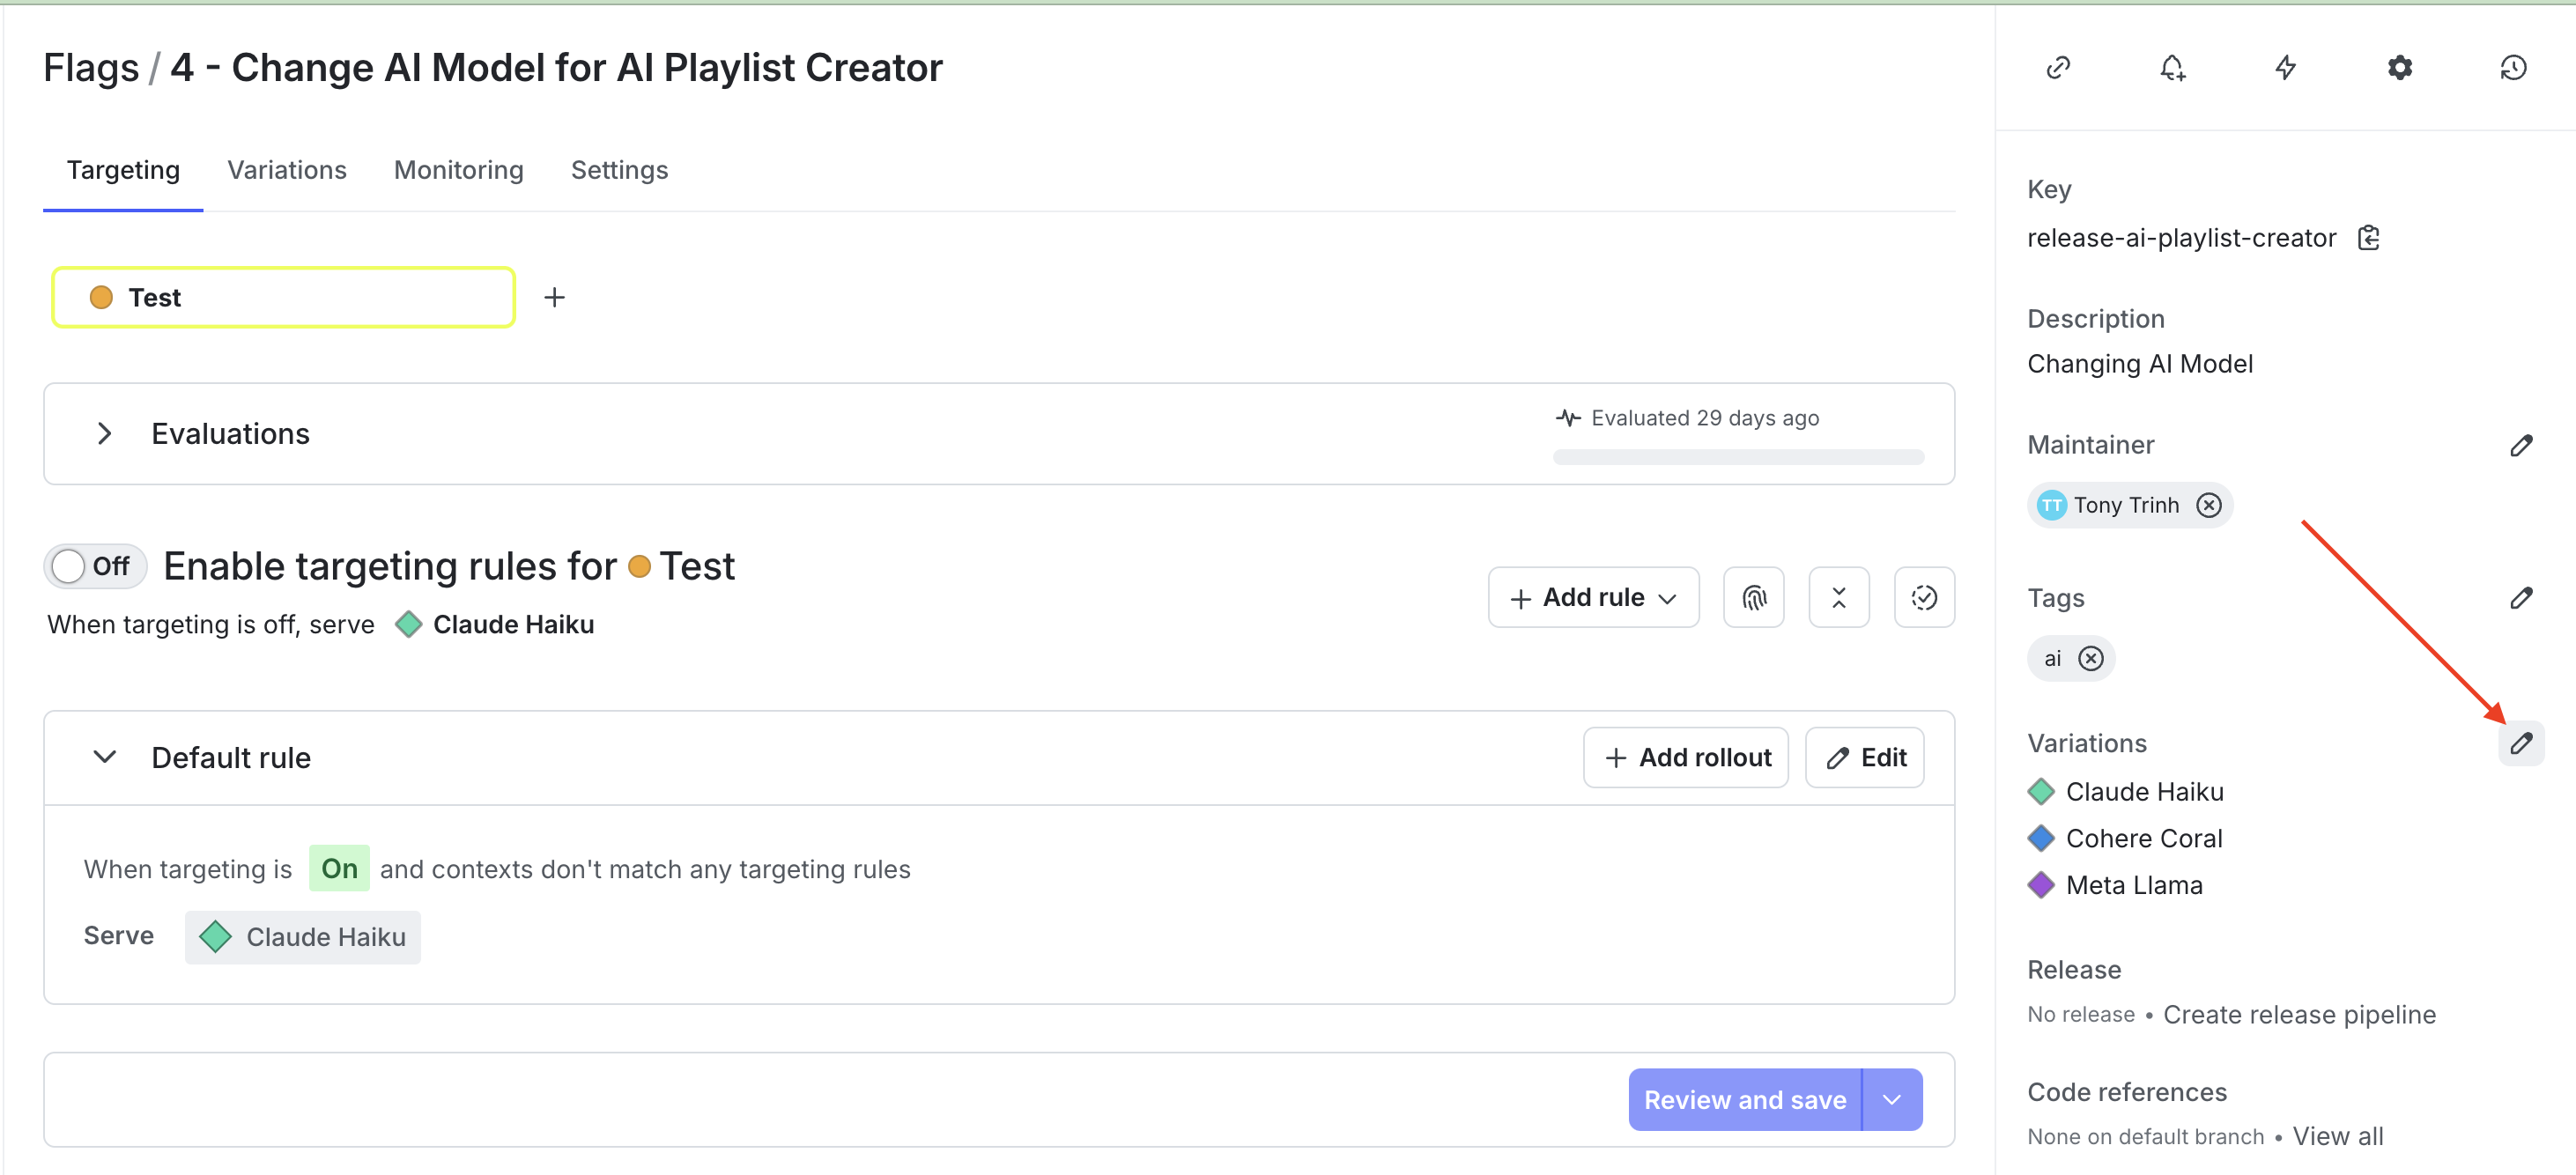 Flags / 4 - Change AI Model for AI Playlist Creator
Targeting Variations Monitoring Settings
Test
Evaluations
Evaluated 29 days ago
Off Enable targeting rules for Test
When targeting is off, serve Claude Haiku
Add rule
Default rule
Add rollout
Edit
When targeting is On and contexts don't match any targeting rules
Serve Claude Haiku
Review and save
Key
release-ai-playlist-creator
Description
Changing AI Model
Maintainer
TT Tony Trinh
Tags
ai
Variations
Claude Haiku
Cohere Coral
Meta Llama
Release
No release • Create release pipeline
Code references
None on default branch • View all